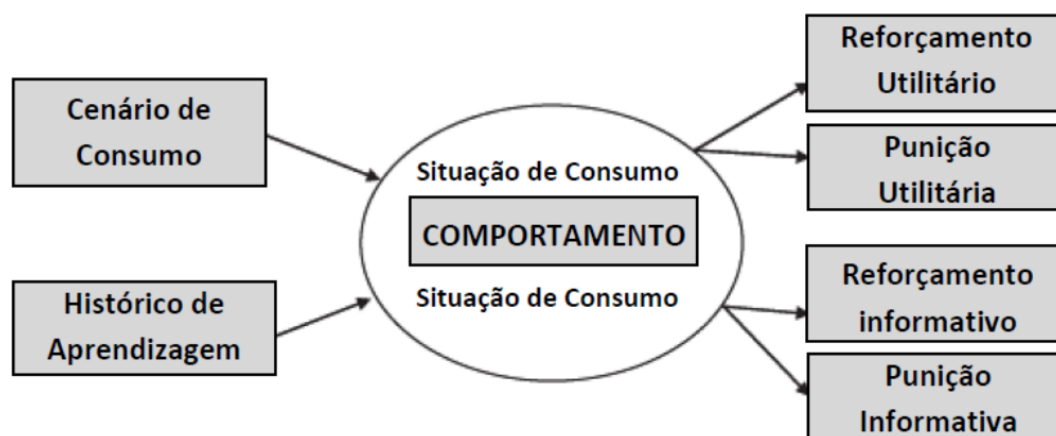 Cenário de
Consumo
Histórico de
Aprendizagem
Situação de Consumo
COMPORTAMENTO
Situação de Consumo
Reforçamento
Utilitário
Punição
Utilitária
Reforçamento
informativo
Punição
Informativa